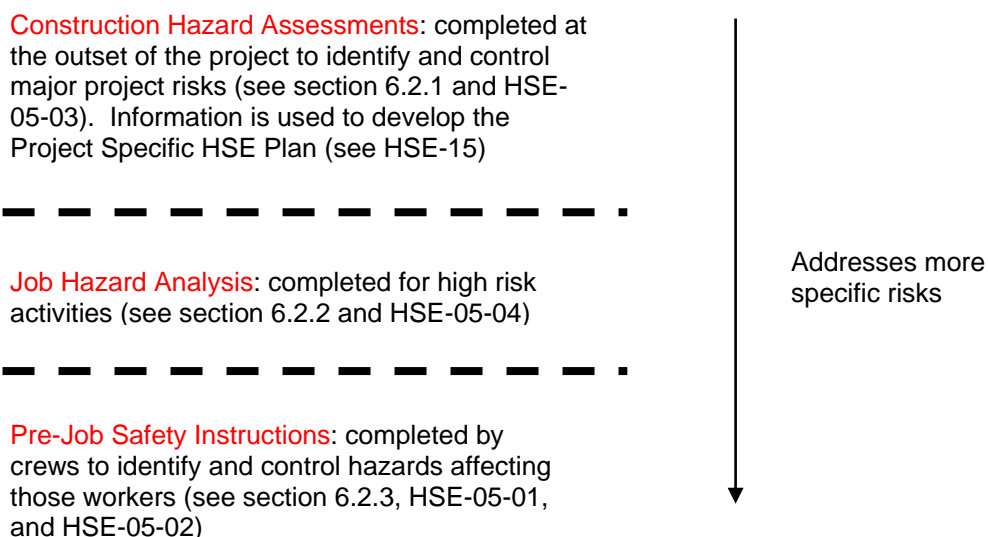 Construction Hazard Assessments: completed at
the outset of the project to identify and control
major project risks (see section 6.2.1 and HSE-
05-03).  Information is used to develop the
Project Specific HSE Plan (see HSE-15)
Job Hazard Analysis: completed for high risk
activities (see section 6.2.2 and HSE-05-04)
Addresses more
specific risks
Pre-Job Safety Instructions: completed by
crews to identify and control hazards affecting
those workers (see section 6.2.3, HSE-05-01,
and HSE-05-02)